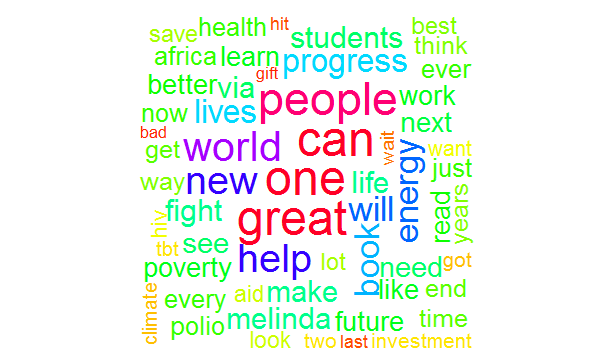 save health hit best
students think
africa learn progress ever
gift
better via people work
now lives next
bad can wait
get world want
just
way new one life energy
fight great will read years
hiv
tbt see book
help lot got
poverty need
climate every aid make like end
polio melinda future time
look two last investment